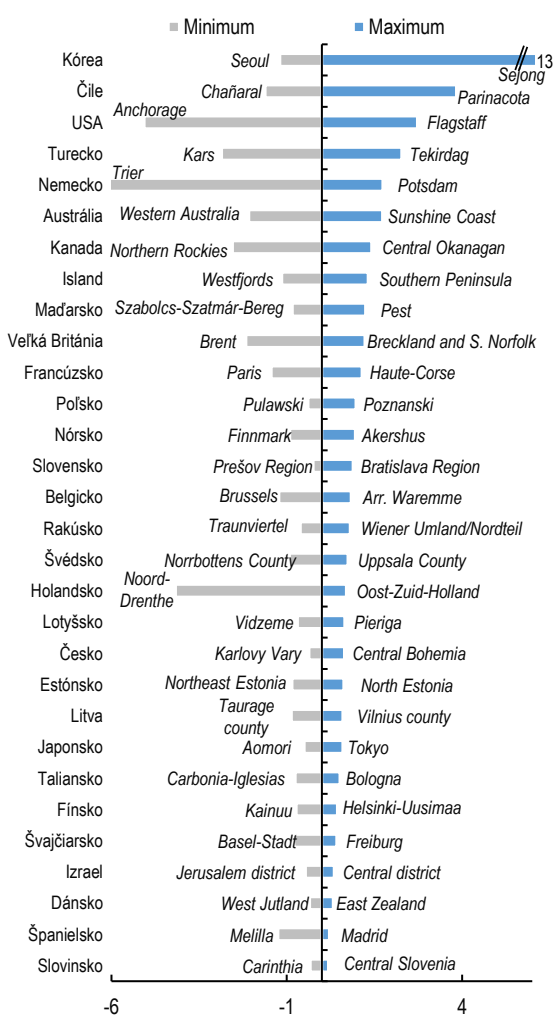 Minimum Maximum
Kórea Seoul 13
Sejong
Čile Chañaral Parinacota
Anchorage
USA Flagstaff
Turecko Kars Tekirdag
Trier
Nemecko Potsdam
Austrália Western Australia Sunshine Coast
Kanada Northern Rockies Central Okanagan
Island Westfjords Southern Peninsula
Maďarsko Szabolcs-Szatmár-Bereg Pest
Veľká Británia Brent Breckland and S. Norfolk
Francúzsko Paris Haute-Corse
Poľsko Pulawski Poznanski
Nórsko Finnmark Akershus
Slovensko Prešov Region Bratislava Region
Belgicko Brussels Arr. Waremme
Rakúsko Traunviertel Wiener Umland/Nordteil
Švédsko Norrbottens County Uppsala County
Holandsko Noord-
Drenthe Oost-Zuid-Holland
Lotyšsko Vidzeme Pieriga
Česko Karlovy Vary Central Bohemia
Estónsko Northeast Estonia North Estonia
Litva Taurage
county Vilnius county
Japonsko Aomori Tokyo
Taliansko Carbonia-Iglesias Bologna
Fínsko Kainuu Helsinki-Uusimaa
Švajčiarsko Basel-Stadt Freiburg
Izrael Jerusalem district Central district
Dánsko West Jutland East Zealand
Španielsko Melilla Madrid
Slovinsko Carinthia Central Slovenia
-6 -1 4